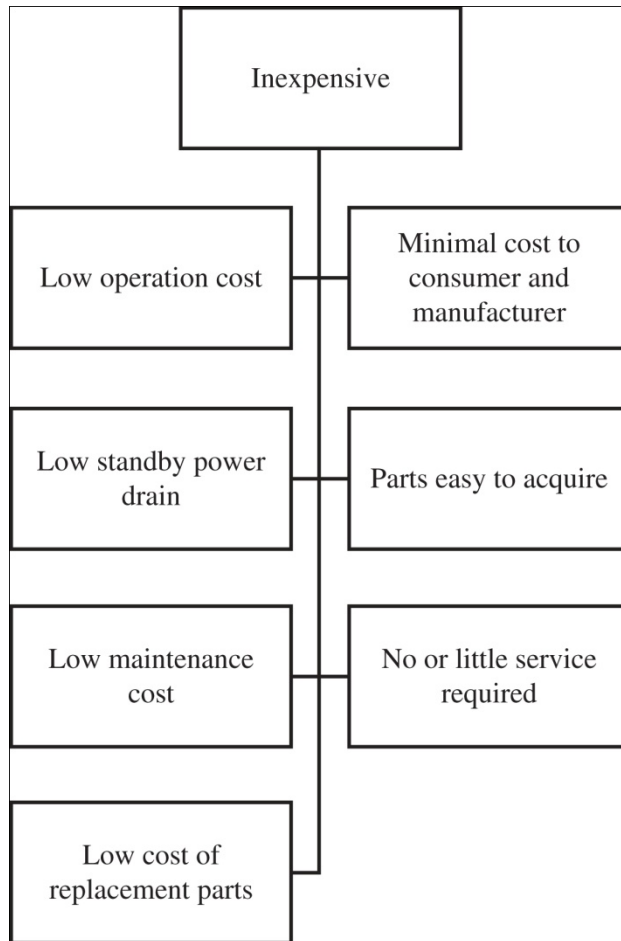 Inexpensive
Low operation cost
Minimal cost to
consumer and
manufacturer
Low standby power
drain
Parts easy to acquire
Low maintenance
cost
No or little service
required
Low cost of
replacement parts